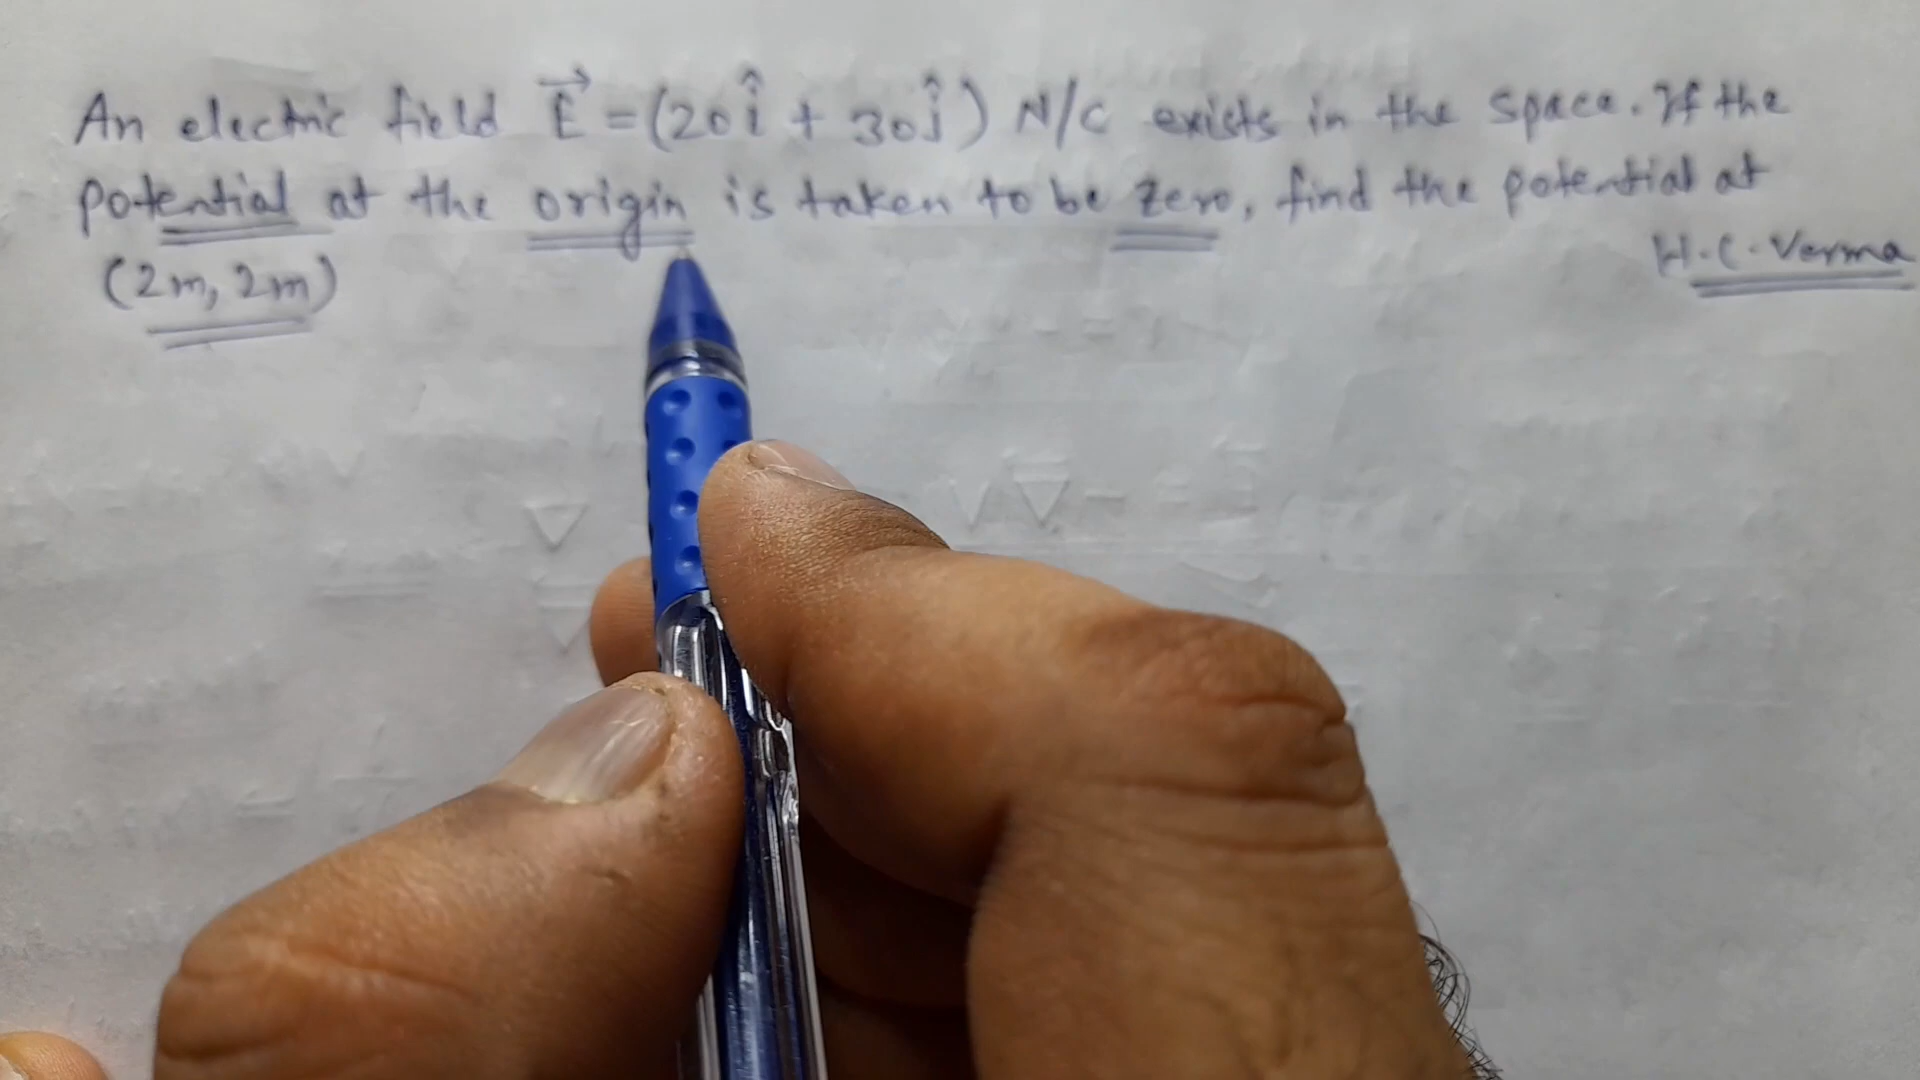 An electric field E⃗ = (20î + 30ĵ) N/C exists in the space. If the
potential at the origin is taken to be zero, find the potential at
(2m, 2m)
H.C. Verma